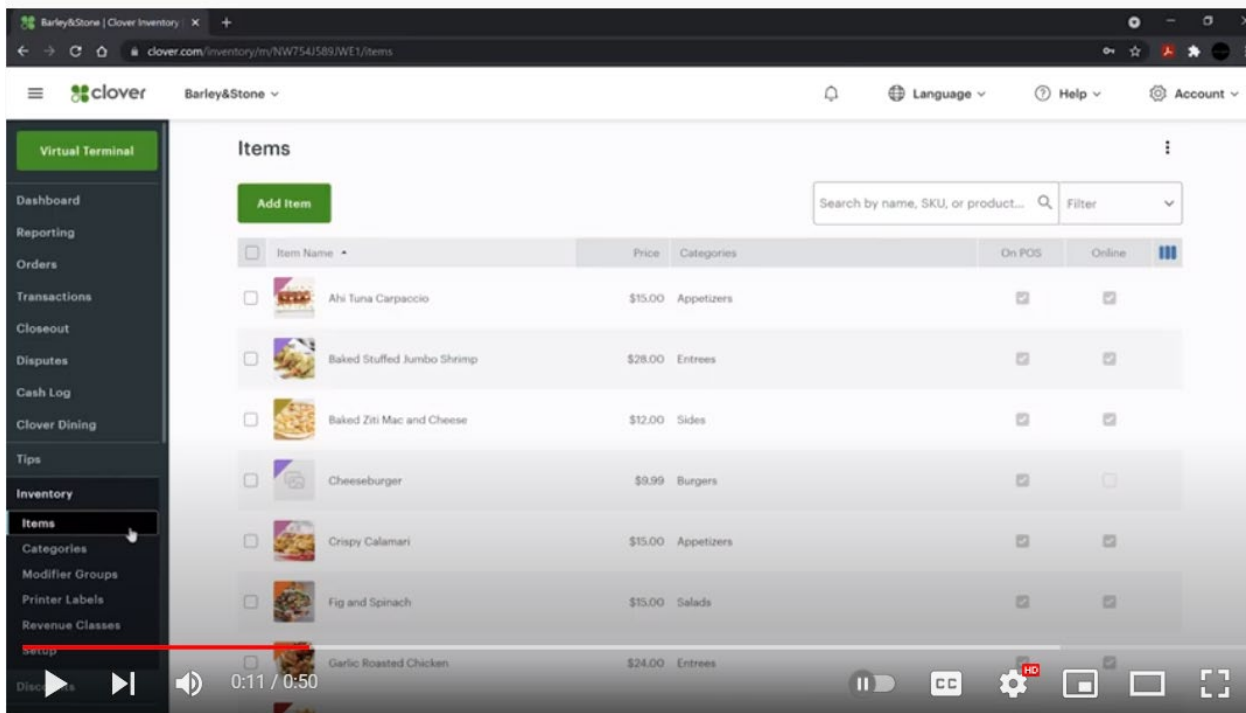 Barley&Stone | Clover Inventory
clover.com/inventory/m/NW754J589JWE1/items
clover
Barley&Stone
Language
Help
Account
Virtual Terminal
Dashboard
Reporting
Orders
Transactions
Closeout
Disputes
Cash Log
Clover Dining
Tips
Inventory
Items
Categories
Modifier Groups
Printer Labels
Revenue Classes
Setup
Items
Add Item
Search by name, SKU, or product...
Filter
Item Name Price Categories On POS Online
Ahi Tuna Carpaccio $15.00 Appetizers
Baked Stuffed Jumbo Shrimp $28.00 Entrees
Baked Ziti Mac and Cheese $12.00 Sides
Cheeseburger $9.99 Burgers
Crispy Calamari $15.00 Appetizers
Fig and Spinach $15.00 Salads
Garlic Roasted Chicken $24.00 Entrees
0:11 / 0:50
CC
HD